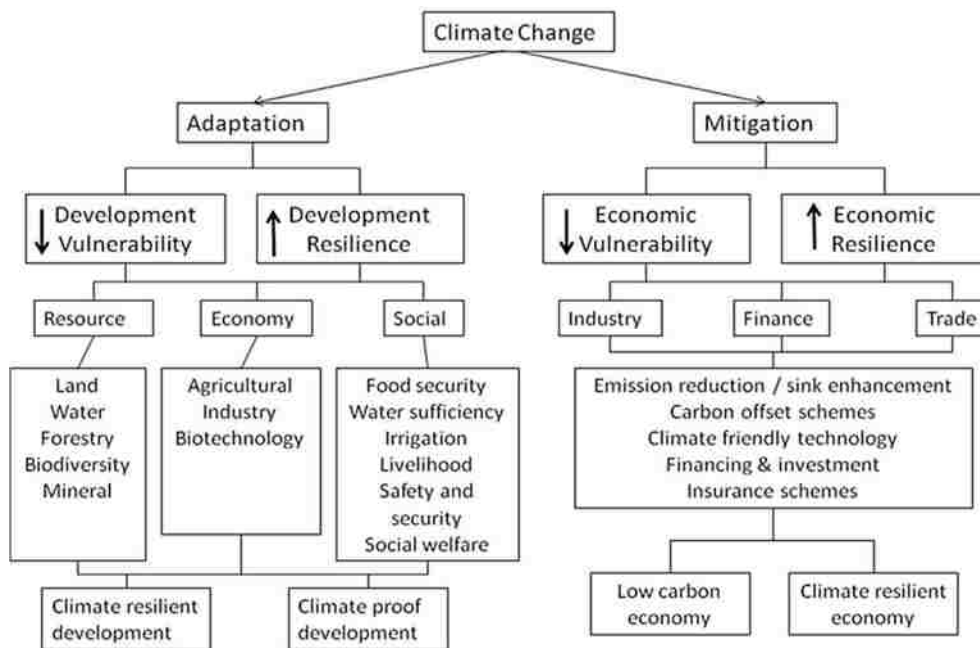 Climate Change
Adaptation
Mitigation
Development
Vulnerability
Development
Resilience
Economic
Vulnerability
Economic
Resilience
Resource
Economy
Social
Industry
Finance
Trade
Land
Water
Forestry
Biodiversity
Mineral
Agricultural
Industry
Biotechnology
Food security
Water sufficiency
Irrigation
Livelihood
Safety and
security
Social welfare
Emission reduction / sink enhancement
Carbon offset schemes
Climate friendly technology
Financing & investment
Insurance schemes
Climate resilient
development
Climate proof
development
Low carbon
economy
Climate resilient
economy